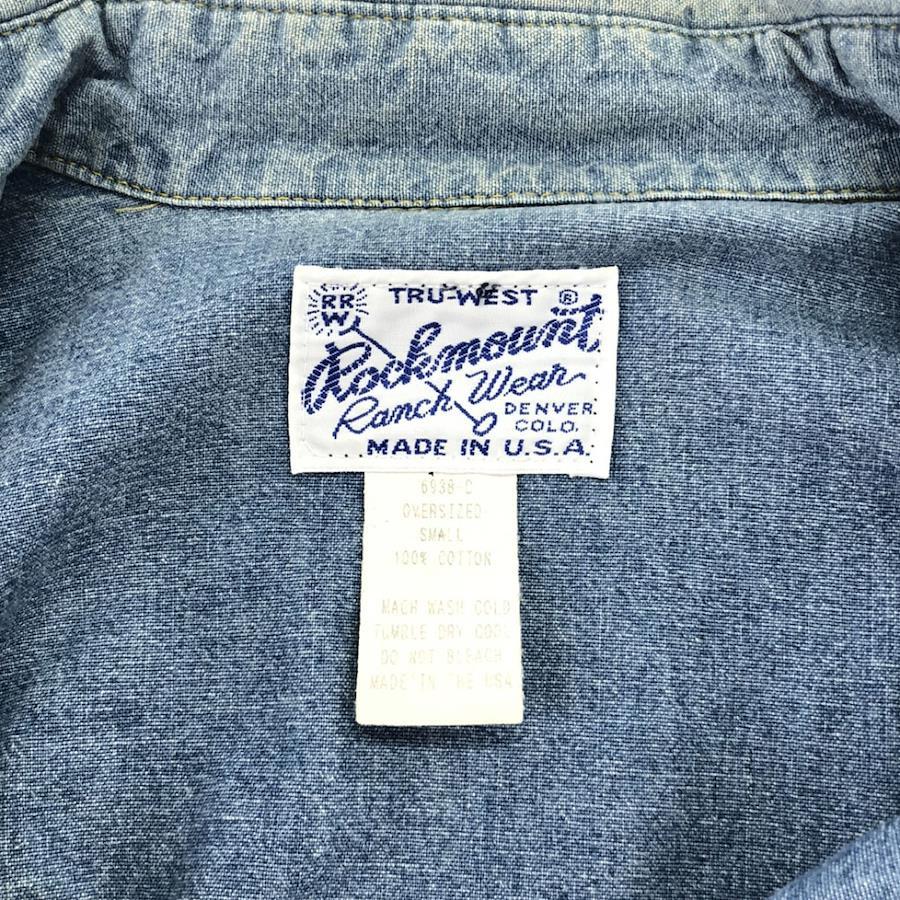 RR
W
TRU-WEST ®
Rockmount
Ranch Wear
DENVER
COLO.
MADE IN U.S.A.
6938-C
OVERSIZED
SMALL
100% COTTON
MACH WASH COLD
TUMBLE DRY COOL
DO NOT BLEACH
MADE IN THE USA